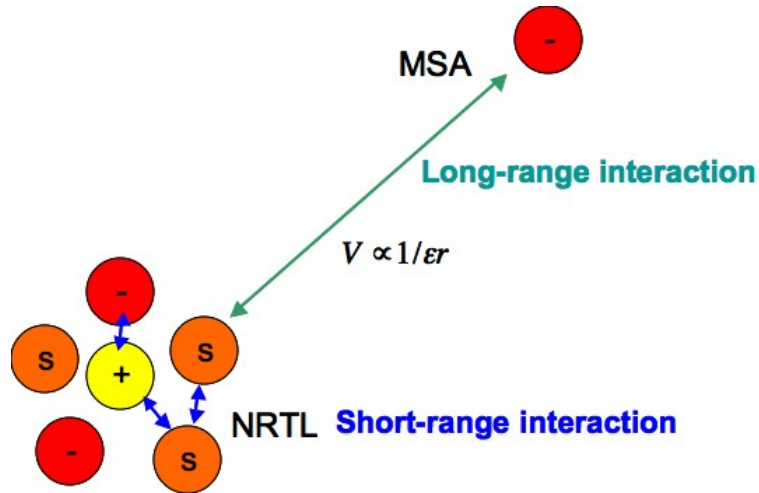 -
MSA
Long-range interaction
V ∝1/εr
-
S
S
+
NRTL Short-range interaction
-
S